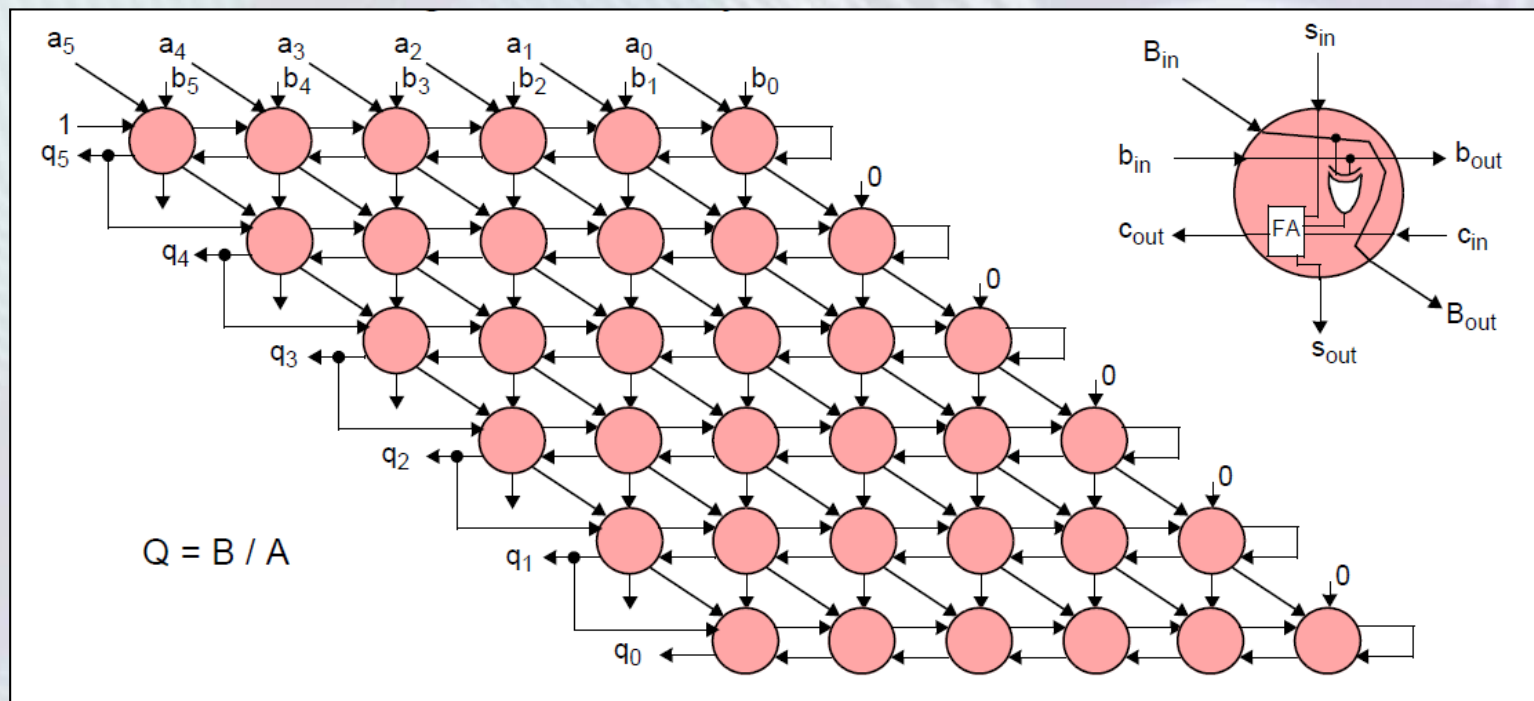 a5 a4 a3 a2 a1 a0
b5 b4 b3 b2 b1 b0
1
q5
0
q4
0
q3
0
q2
0
q1
0
q0
Q = B / A
sin
Bin
bin
bout
FA
cout
cin
Bout
sout